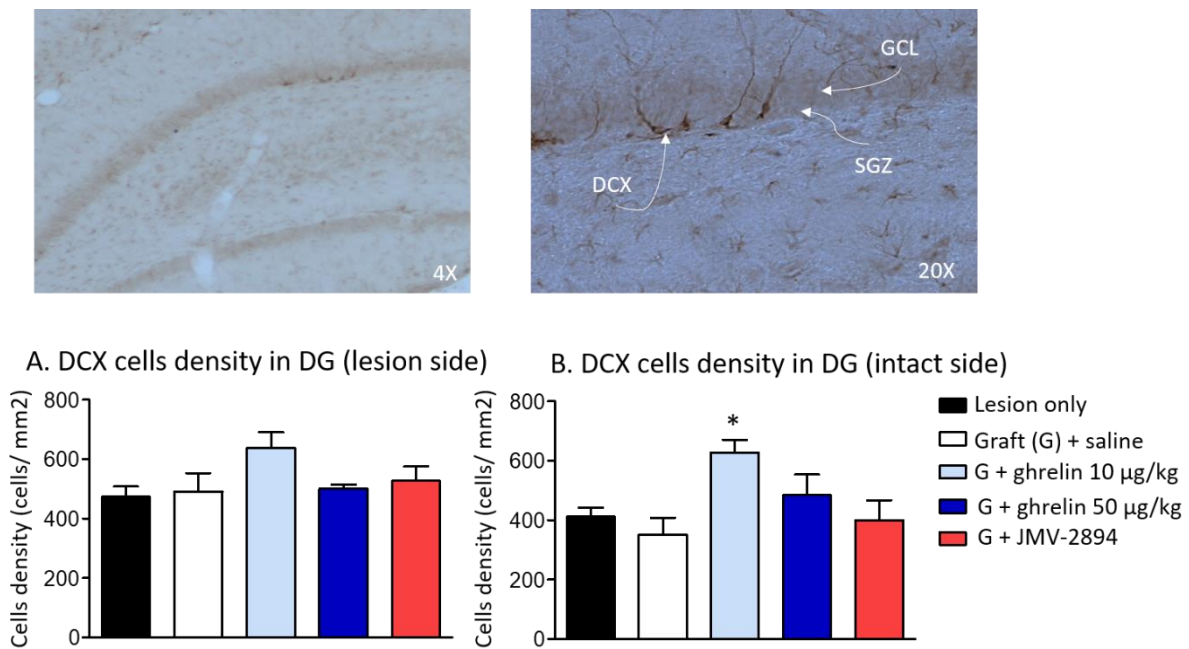 GCL
SGZ
DCX
4X
20X
A. DCX cells density in DG (lesion side)
Cells density (cells/ mm2)
800
600
400
200
0
B. DCX cells density in DG (intact side)
Cells density (cells/ mm2)
800
600
400
200
0
*
Lesion only
Graft (G) + saline
G + ghrelin 10 µg/kg
G + ghrelin 50 µg/kg
G + JMV-2894